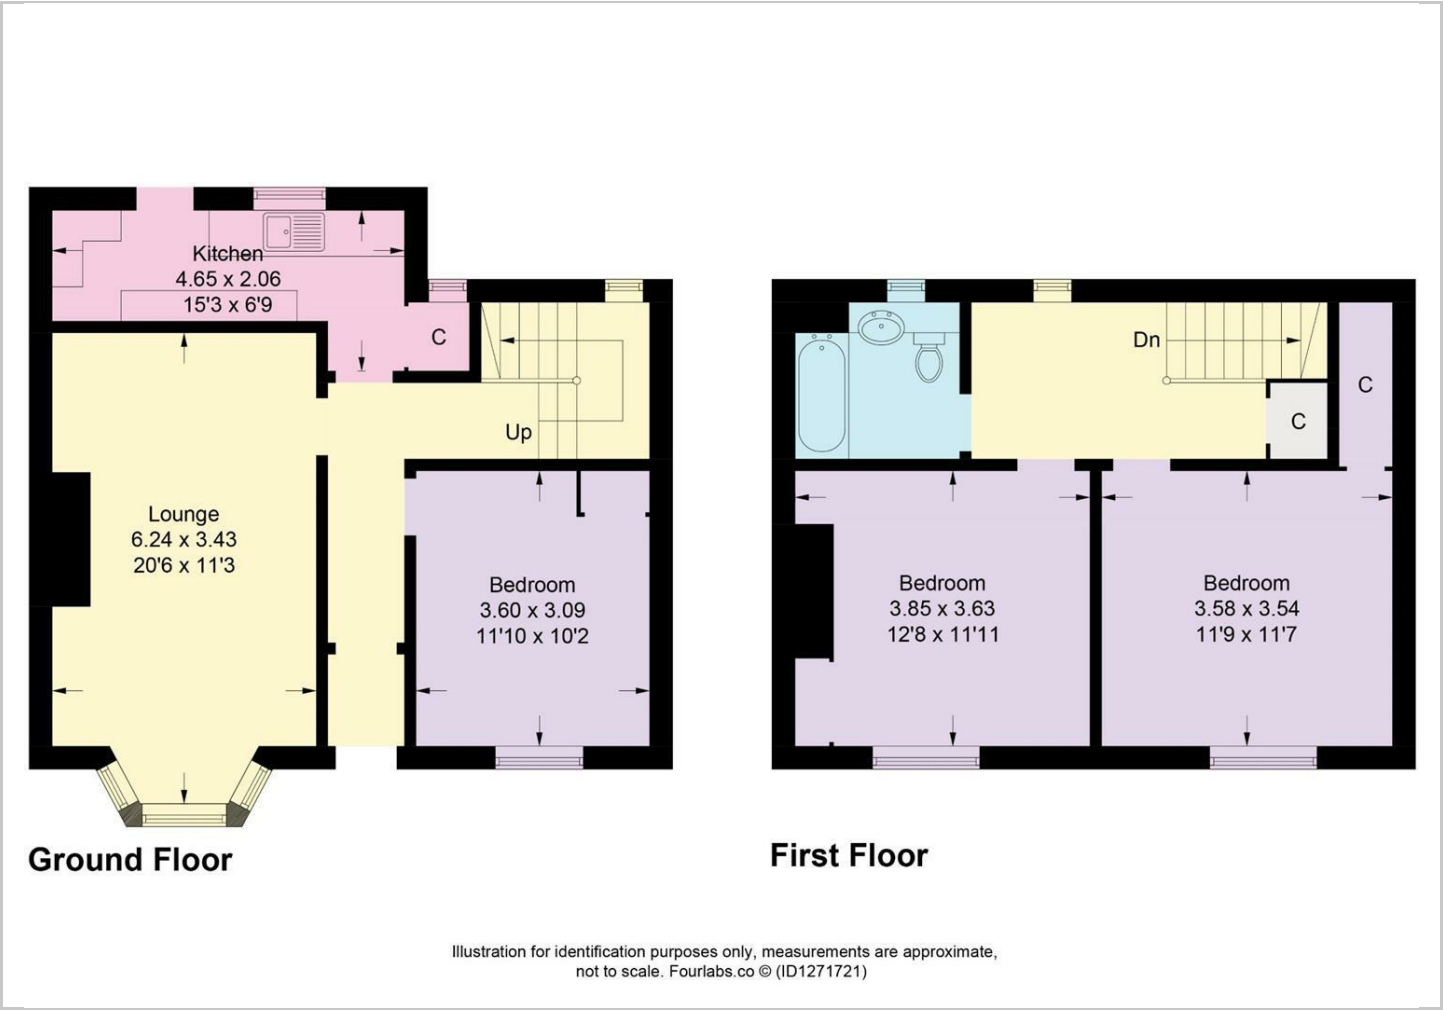 Kitchen
4.65 x 2.06
15'3 x 6'9
C
Up
Lounge
6.24 x 3.43
20'6 x 11'3
Bedroom
3.60 x 3.09
11'10 x 10'2
Ground Floor
Dn
C
C
Bedroom
3.85 x 3.63
12'8 x 11'11
Bedroom
3.58 x 3.54
11'9 x 11'7
First Floor
Illustration for identification purposes only, measurements are approximate,
not to scale. Fourlabs.co © (ID1271721)